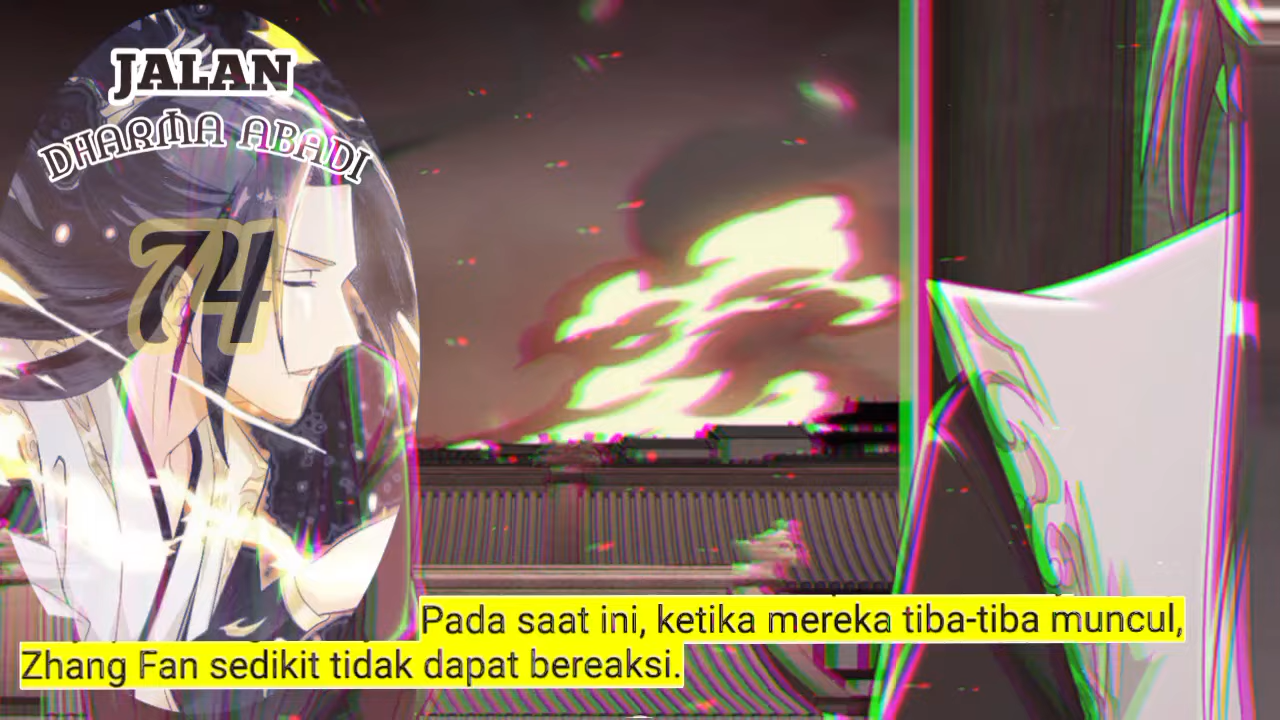 JALAN
DHARMA ABADI
74
Pada saat ini, ketika mereka tiba-tiba muncul,
Zhang Fan sedikit tidak dapat bereaksi.